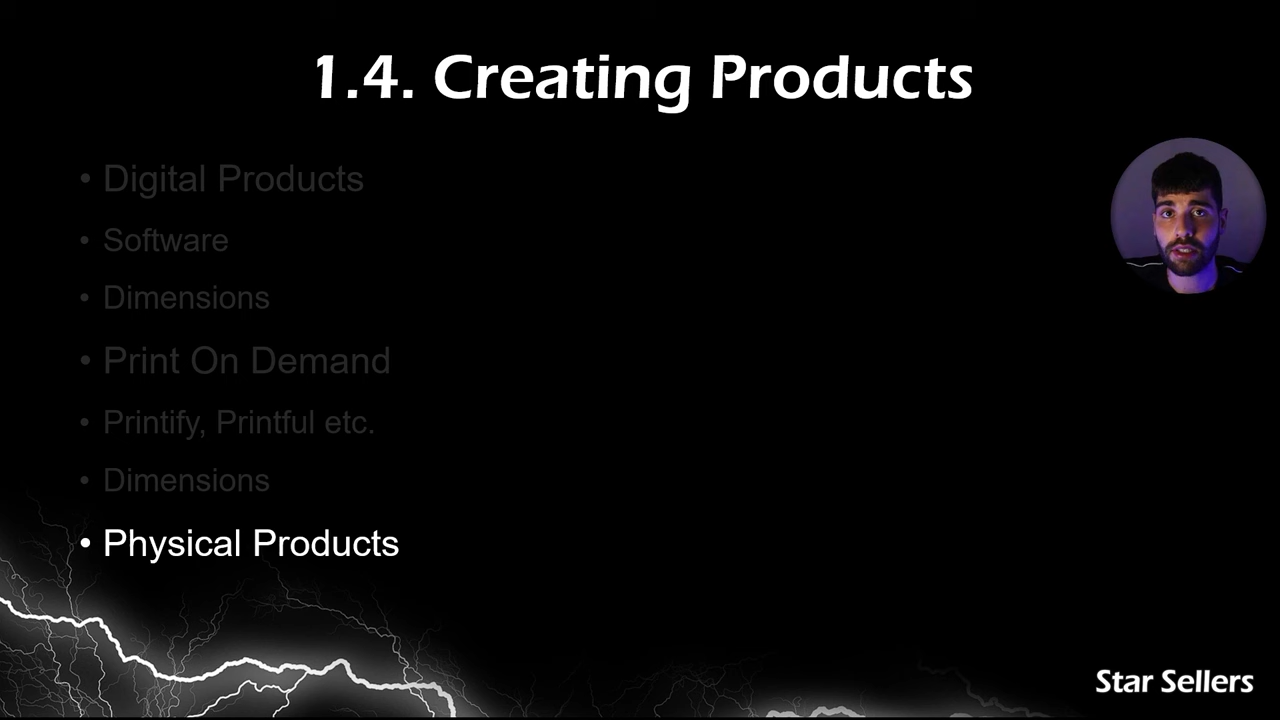 1.4. Creating Products
• Digital Products
• Software
• Dimensions
• Print On Demand
• Printify, Printful etc.
• Dimensions
• Physical Products
Star Sellers